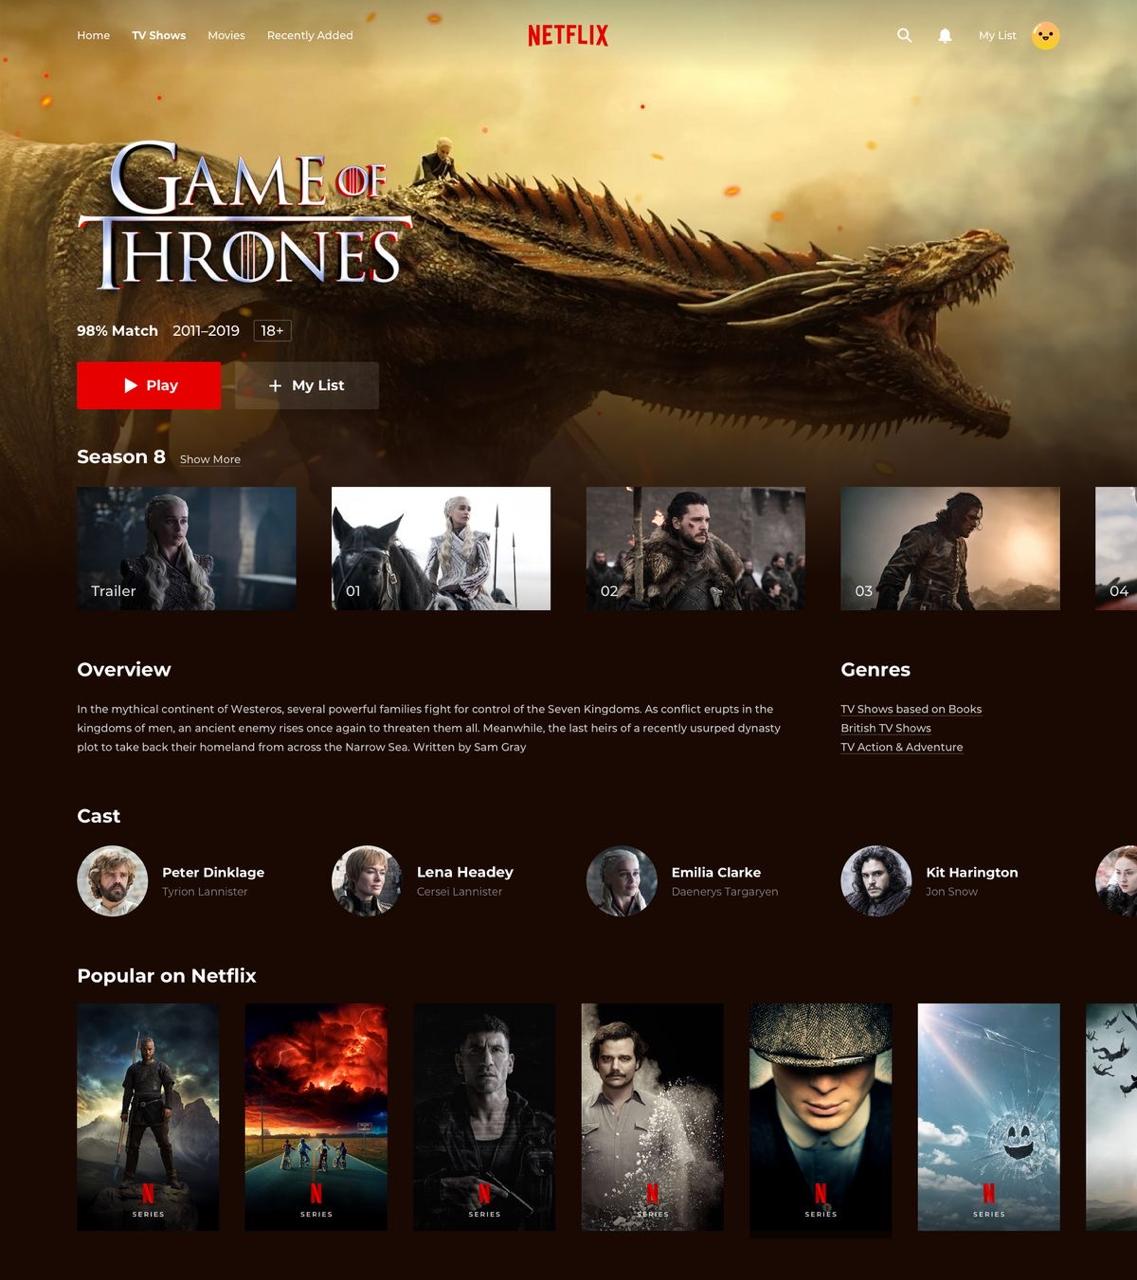 Home TV Shows Movies Recently Added NETFLIX My List
GAME OF
THRONES
98% Match 2011–2019 18+
Play + My List
Season 8 Show More
Trailer 01 02 03 04
Overview
In the mythical continent of Westeros, several powerful families fight for control of the Seven Kingdoms. As conflict erupts in the
kingdoms of men, an ancient enemy rises once again to threaten them all. Meanwhile, the last heirs of a recently usurped dynasty
plot to take back their homeland from across the Narrow Sea. Written by Sam Gray
Genres
TV Shows based on Books
British TV Shows
TV Action & Adventure
Cast
Peter Dinklage
Tyrion Lannister
Lena Headey
Cersei Lannister
Emilia Clarke
Daenerys Targaryen
Kit Harington
Jon Snow
Popular on Netflix
N N N N N N
SERIES SERIES SERIES SERIES SERIES SERIES